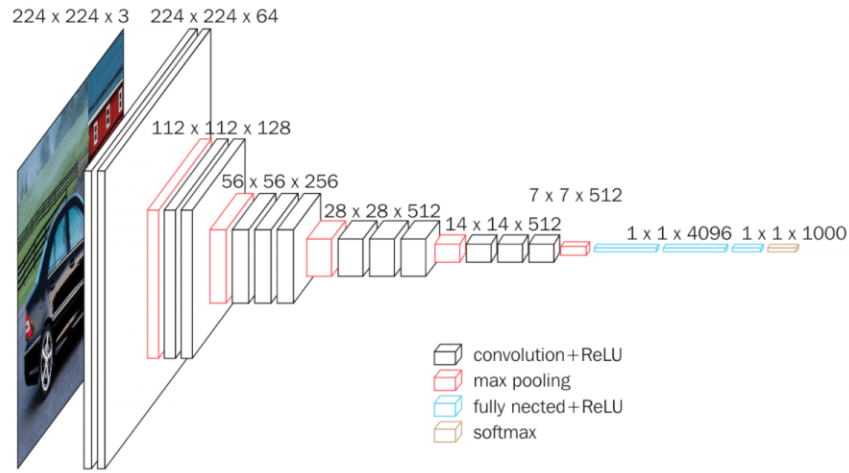 224 x 224 x 3
224 x 224 x 64
112 x 112 x 128
56 x 56 x 256
28 x 28 x 512
14 x 14 x 512
7 x 7 x 512
1 x 1 x 4096
1 x 1 x 1000
convolution+ReLU
max pooling
fully nected+ReLU
softmax